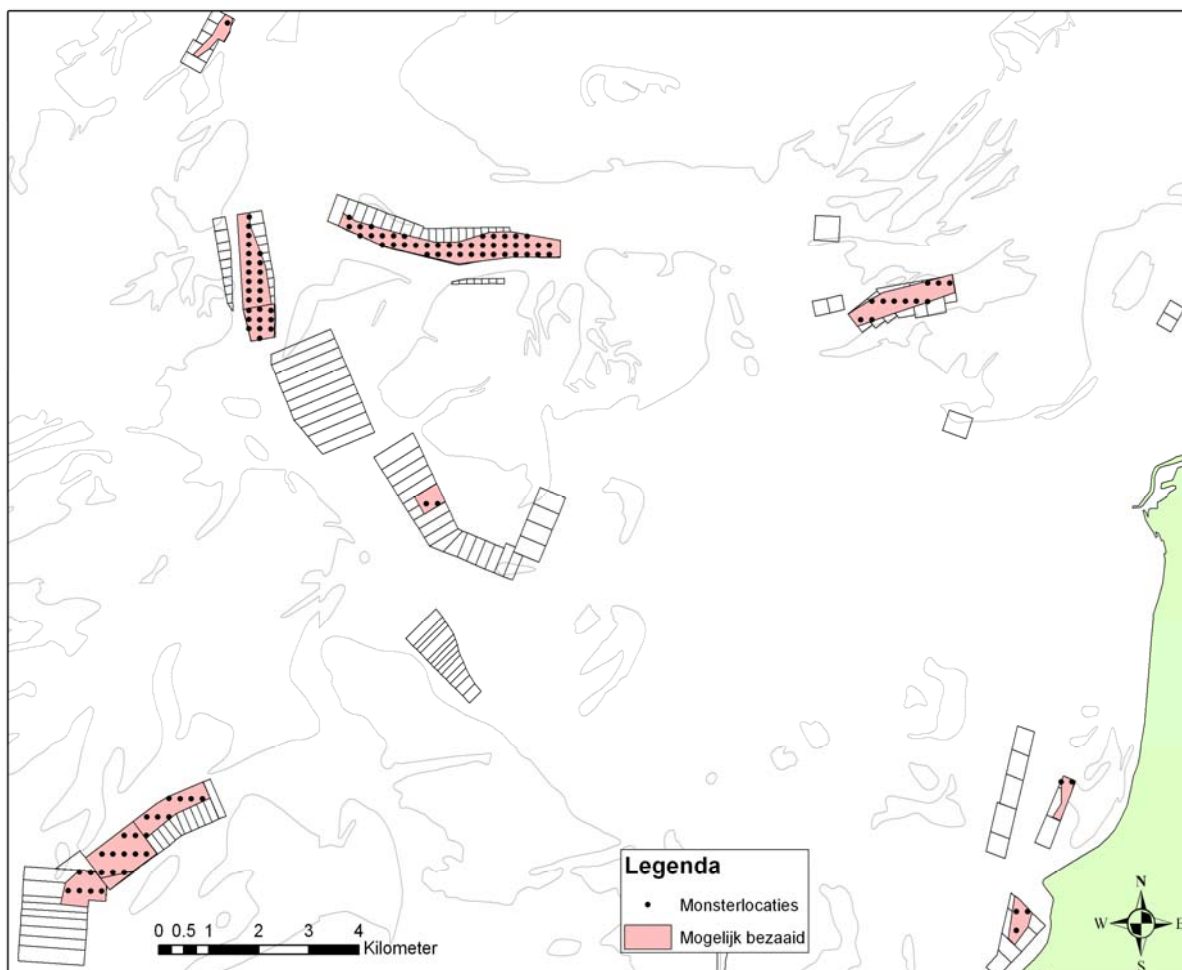 Legenda
Monsterlocaties
Mogelijk bezaaid
0 0.5 1 2 3 4
Kilometer
N
W E
S